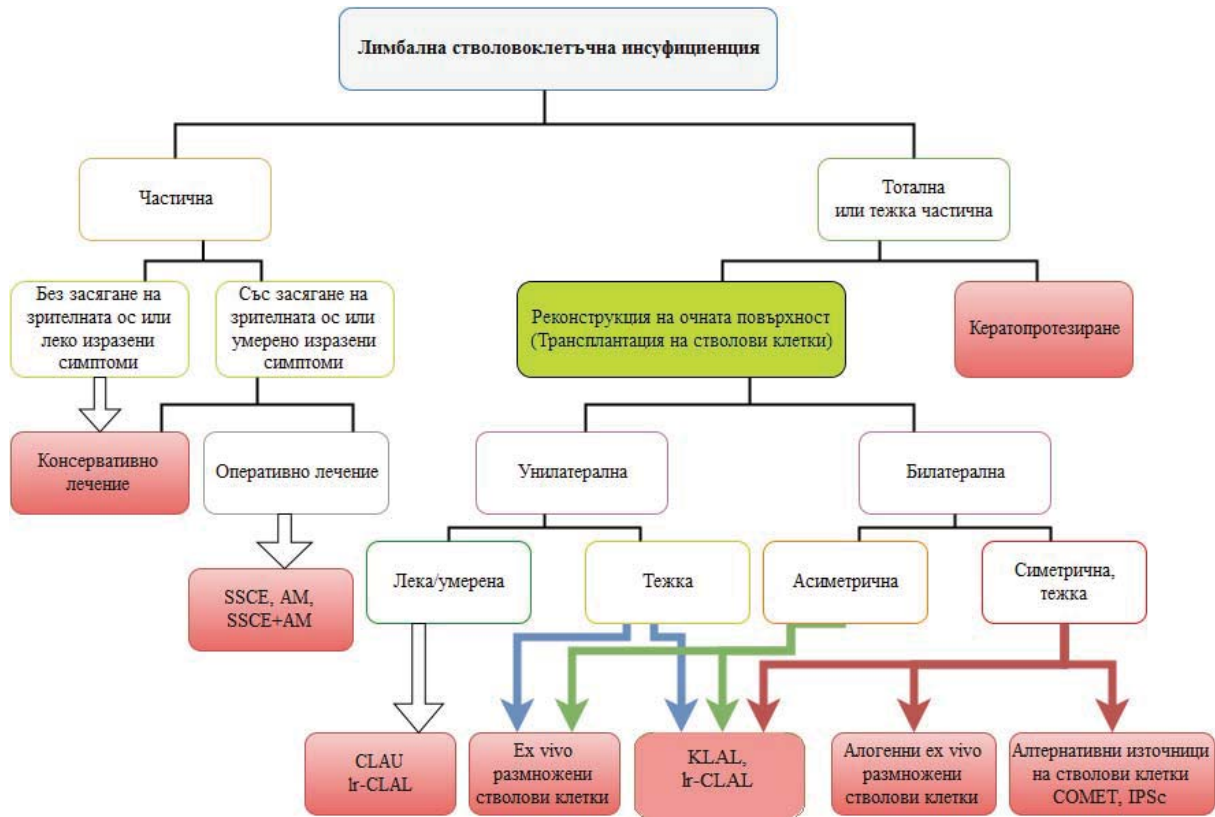 Лимбална стволовоклетъчна инсуфициенция
Частична
Тотална
или тежка частична
Без засягане на
зрителната ос или
леко изразени
симптоми
Със засягане на
зрителната ос или
умерено изразени
симптоми
Реконструкция на очната повърхност
(Трансплантация на стволови клетки)
Кератопротезиране
Консервативно
лечение
Оперативно лечение
Унилатерална
Билатерална
SSCE, AM,
SSCE+AM
Лека/умерена
Тежка
Асиметрична
Симетрична,
тежка
CLAU
lr-CLAL
Ex vivo
размножени
стволови клетки
KLAL,
lr-CLAL
Алогенни ex vivo
размножени
стволови клетки
Алтернативни източници
на стволови клетки
COMET, IPSc